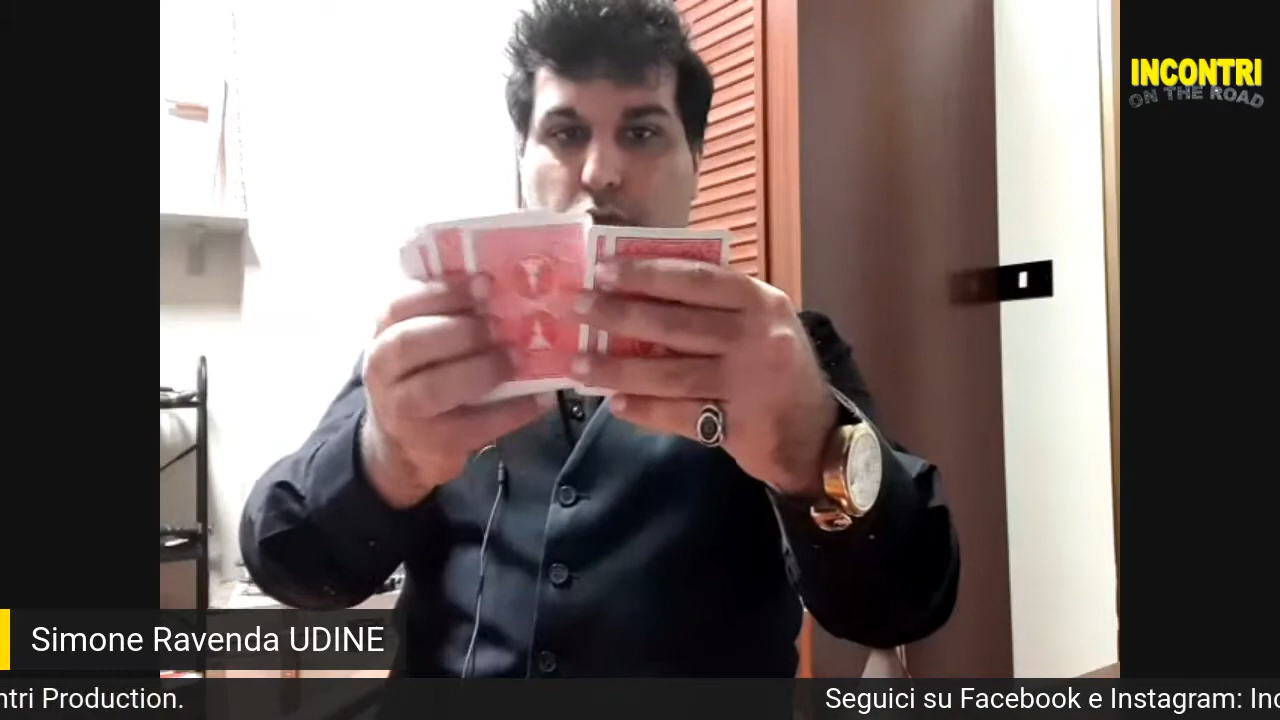 INCONTRI
ON THE ROAD
Simone Ravenda UDINE
ntri Production.
Seguici su Facebook e Instagram: Inc